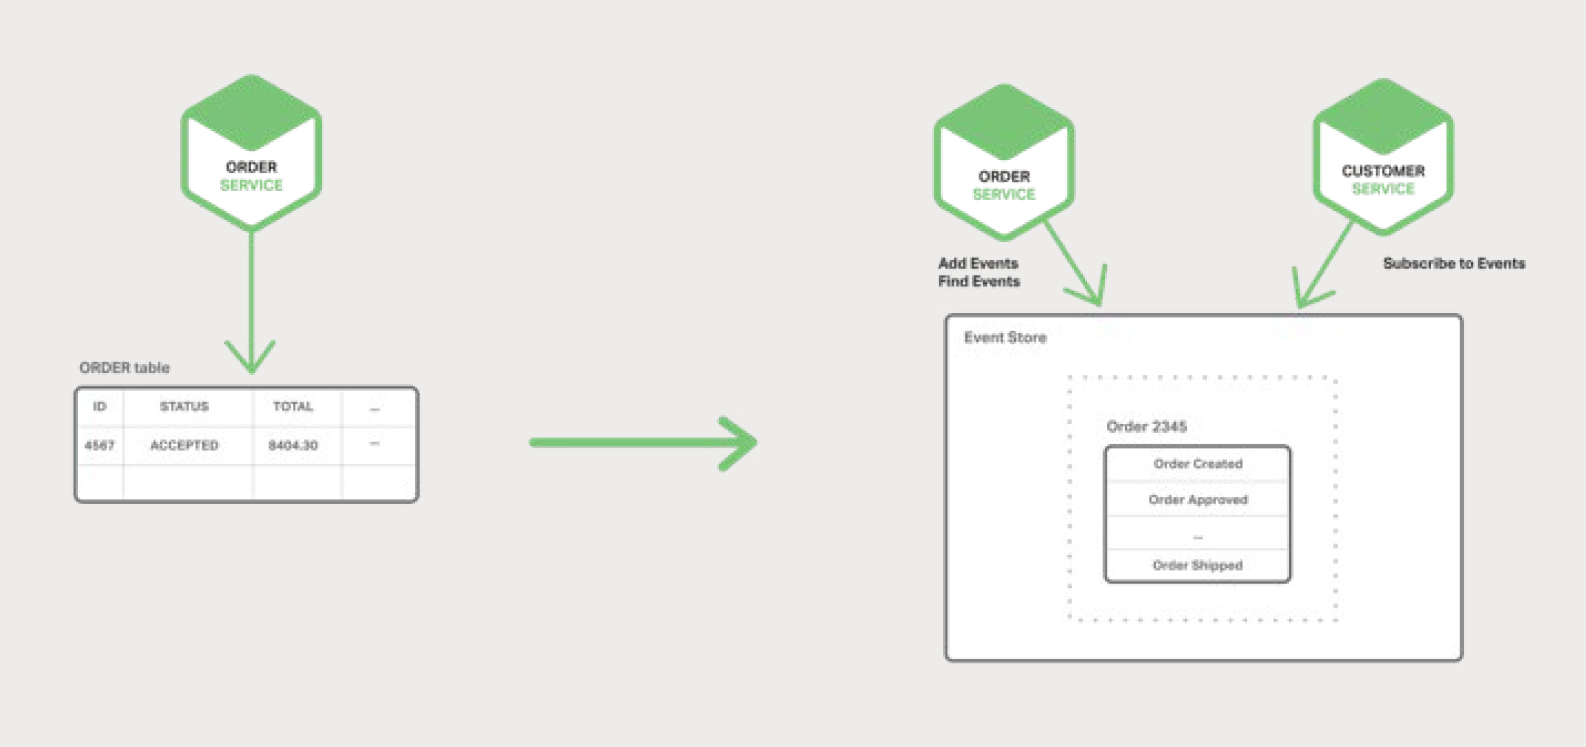 ORDER
SERVICE
ORDER table
ID STATUS TOTAL ...
4567 ACCEPTED 8404.30 ...
ORDER
SERVICE
CUSTOMER
SERVICE
Add Events
Find Events
Subscribe to Events
Event Store
Order 2345
Order Created
Order Approved
...
Order Shipped